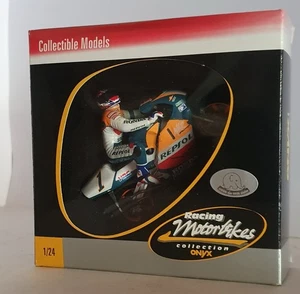 Collectible Models
REPSOL
Racing
Motorbikes
collection
ONYX
1/24